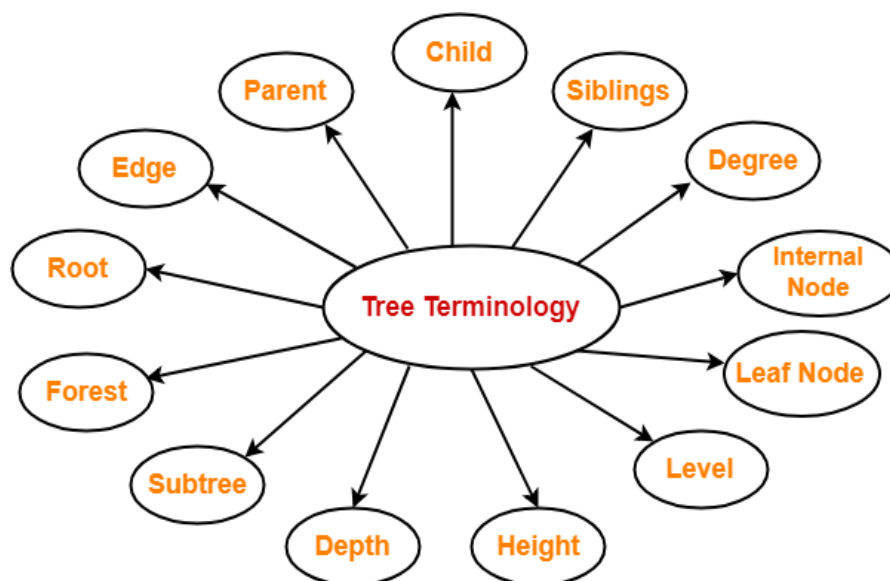 Child
Parent
Siblings
Edge
Degree
Root
Internal
Node
Tree Terminology
Leaf Node
Forest
Level
Subtree
Depth
Height